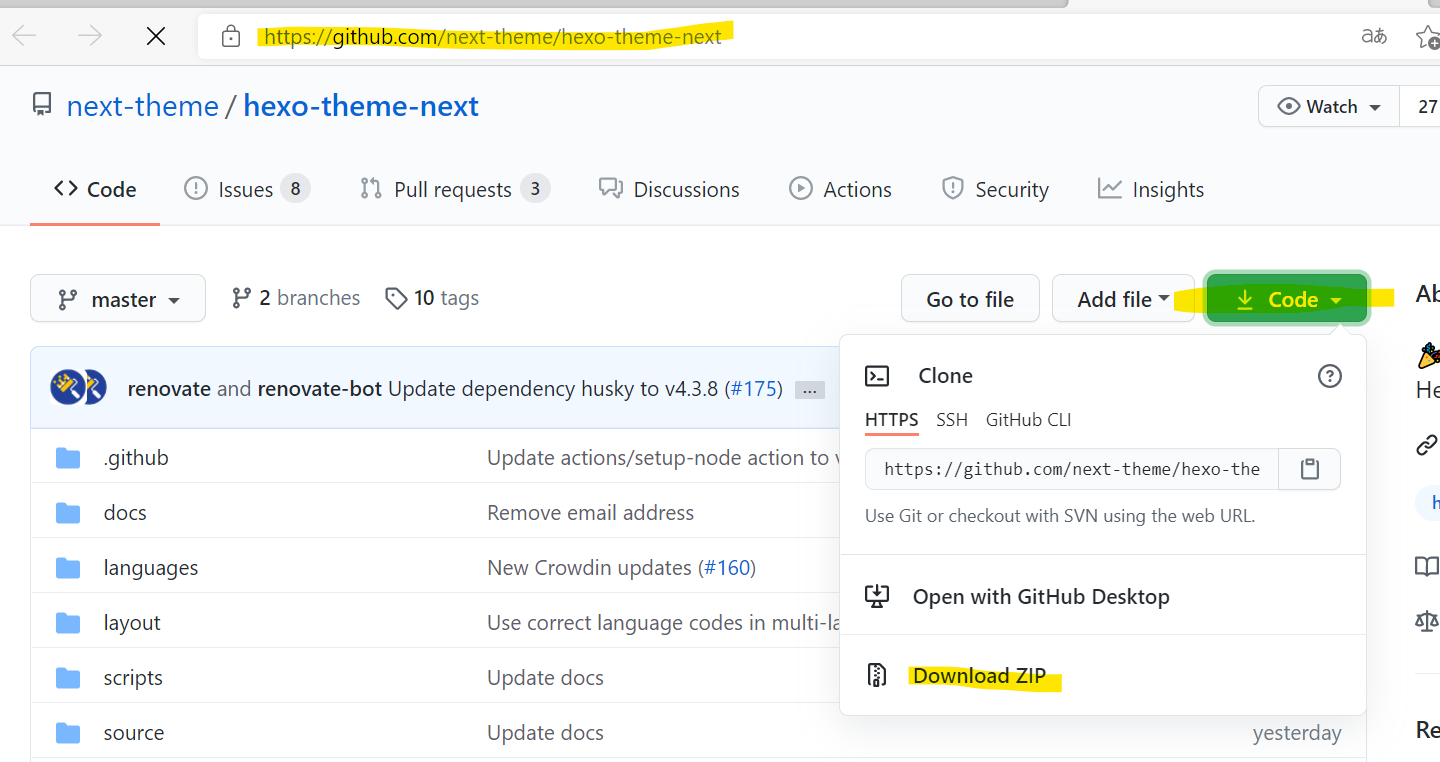 https://github.com/next-theme/hexo-theme-next
aあ
next-theme / hexo-theme-next
Watch
27
Code
Issues 8
Pull requests 3
Discussions
Actions
Security
Insights
master
2 branches
10 tags
Go to file
Add file
Code
Ab
renovate and renovate-bot Update dependency husky to v4.3.8 (#175) ...
Clone
He
HTTPS SSH GitHub CLI
.github Update actions/setup-node action to v
https://github.com/next-theme/hexo-the
docs Remove email address
Use Git or checkout with SVN using the web URL.
h
languages New Crowdin updates (#160)
Open with GitHub Desktop
layout Use correct language codes in multi-la
scripts Update docs
Download ZIP
source Update docs yesterday
Re